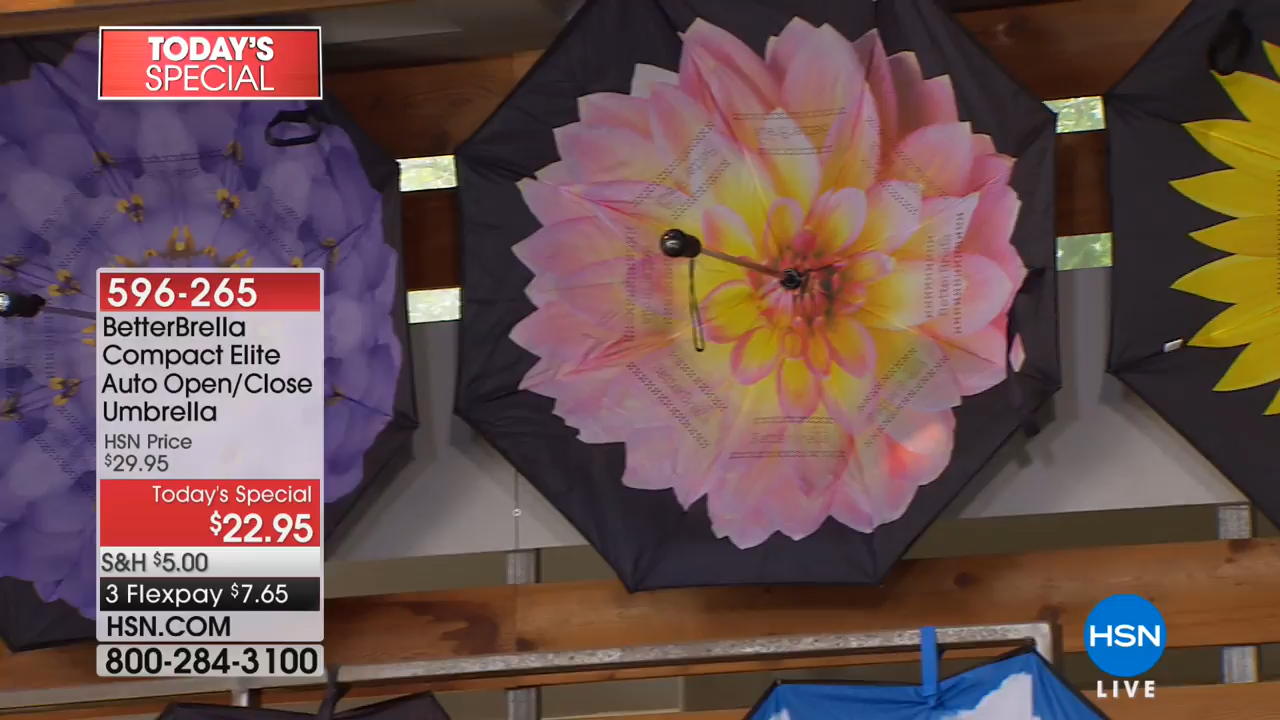 TODAY'S
SPECIAL
596-265
BetterBrella
Compact Elite
Auto Open/Close
Umbrella
HSN Price
$29.95
Today's Special
$22.95
S&H $5.00
3 Flexpay $7.65
HSN.COM
800-284-3100
HSN
LIVE